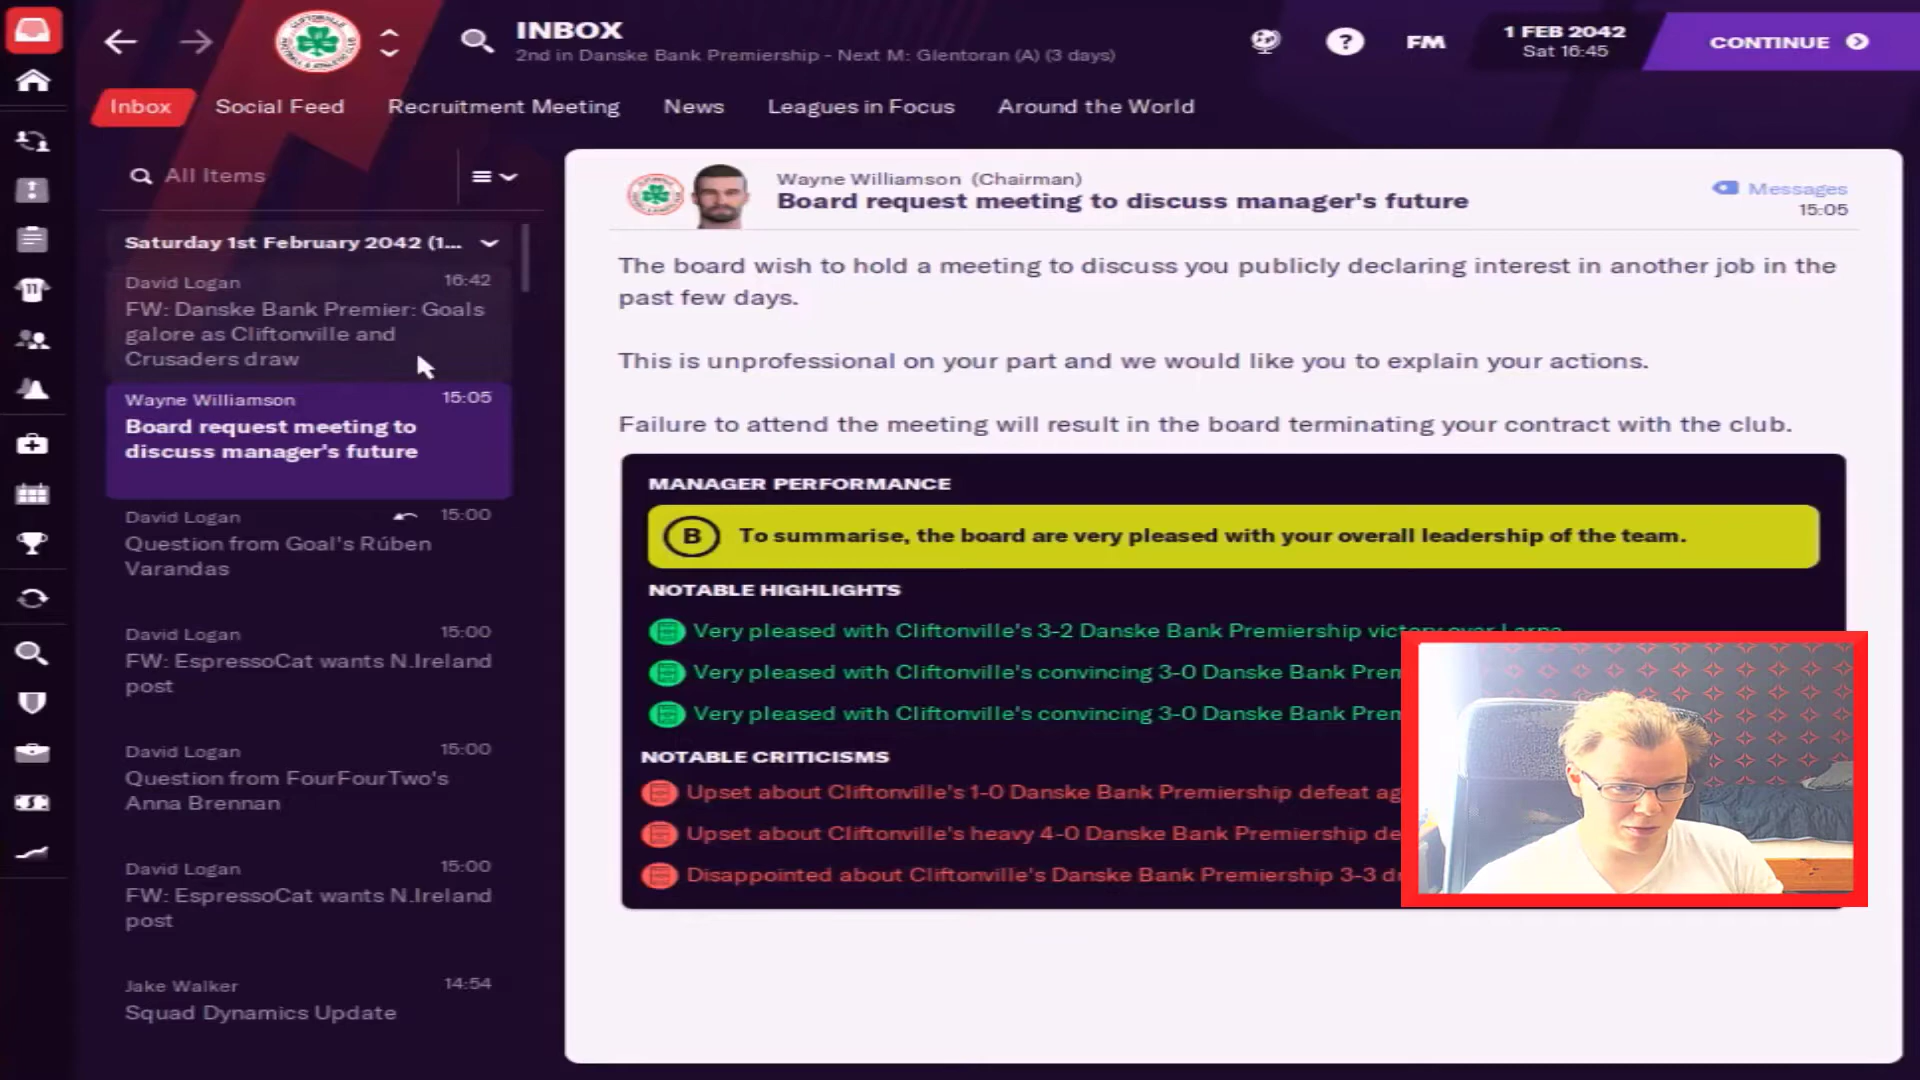 INBOX
2nd in Danske Bank Premiership - Next M: Glentoran (A) (3 days)
?
FM
1 FEB 2042
Sat 16:45
CONTINUE
Inbox
Social Feed
Recruitment Meeting
News
Leagues in Focus
Around the World
All Items
Saturday 1st February 2042 (1...
David Logan
16:42
FW: Danske Bank Premier: Goals
galore as Cliftonville and
Crusaders draw
Wayne Williamson
15:05
Board request meeting to
discuss manager's future
David Logan
15:00
Question from Goal's Rúben
Varandas
David Logan
15:00
FW: EspressoCat wants N.Ireland
post
David Logan
15:00
Question from FourFourTwo's
Anna Brennan
David Logan
15:00
FW: EspressoCat wants N.Ireland
post
Jake Walker
14:54
Squad Dynamics Update
Wayne Williamson (Chairman)
Board request meeting to discuss manager's future
Messages
15:05
The board wish to hold a meeting to discuss you publicly declaring interest in another job in the
past few days.
This is unprofessional on your part and we would like you to explain your actions.
Failure to attend the meeting will result in the board terminating your contract with the club.
MANAGER PERFORMANCE
B
To summarise, the board are very pleased with your overall leadership of the team.
NOTABLE HIGHLIGHTS
Very pleased with Cliftonville's 3-2 Danske Bank Premiership victory over Larne
Very pleased with Cliftonville's convincing 3-0 Danske Bank Prem
Very pleased with Cliftonville's convincing 3-0 Danske Bank Prem
NOTABLE CRITICISMS
Upset about Cliftonville's 1-0 Danske Bank Premiership defeat ag
Upset about Cliftonville's heavy 4-0 Danske Bank Premiership de
Disappointed about Cliftonville's Danske Bank Premiership 3-3 d